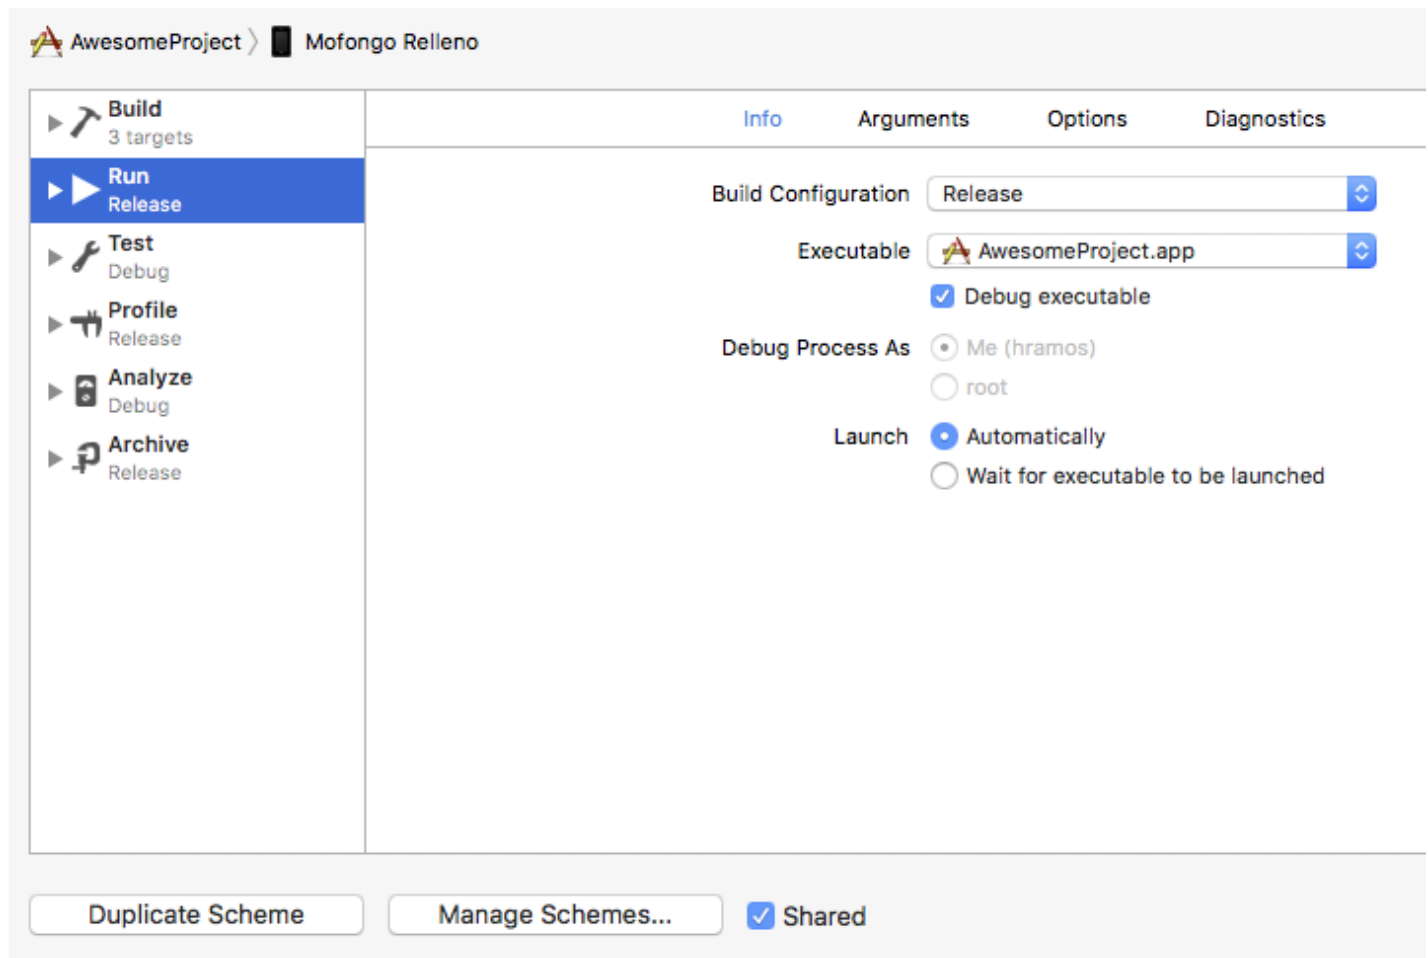 AwesomeProject 〉 Mofongo Relleno
Build
3 targets
Run
Release
Test
Debug
Profile
Release
Analyze
Debug
Archive
Release
Info Arguments Options Diagnostics
Build Configuration Release
Executable AwesomeProject.app
Debug executable
Debug Process As Me (hramos)
root
Launch Automatically
Wait for executable to be launched
Duplicate Scheme Manage Schemes... Shared